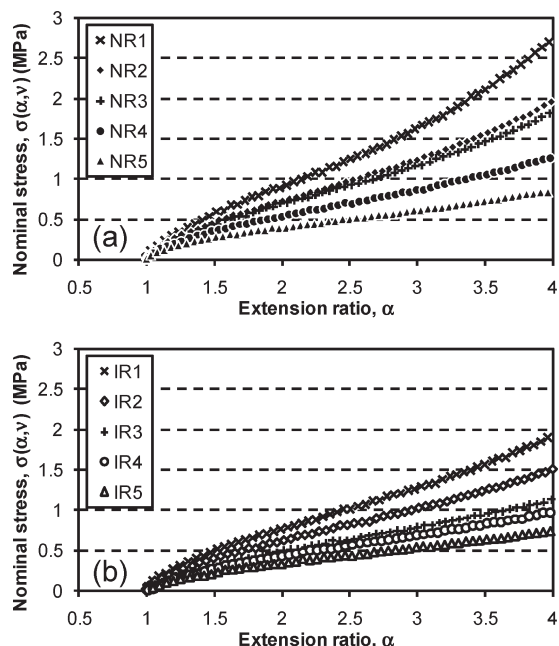 3
2.5
2
1.5
1
0.5
0
Nominal stress, σ(α,ν) (MPa)
NR1
NR2
NR3
NR4
NR5
(a)
0.5 1 1.5 2 2.5 3 3.5 4
Extension ratio, α
3
2.5
2
1.5
1
0.5
0
Nominal stress, σ(α,ν) (MPa)
IR1
IR2
IR3
IR4
IR5
(b)
0.5 1 1.5 2 2.5 3 3.5 4
Extension ratio, α